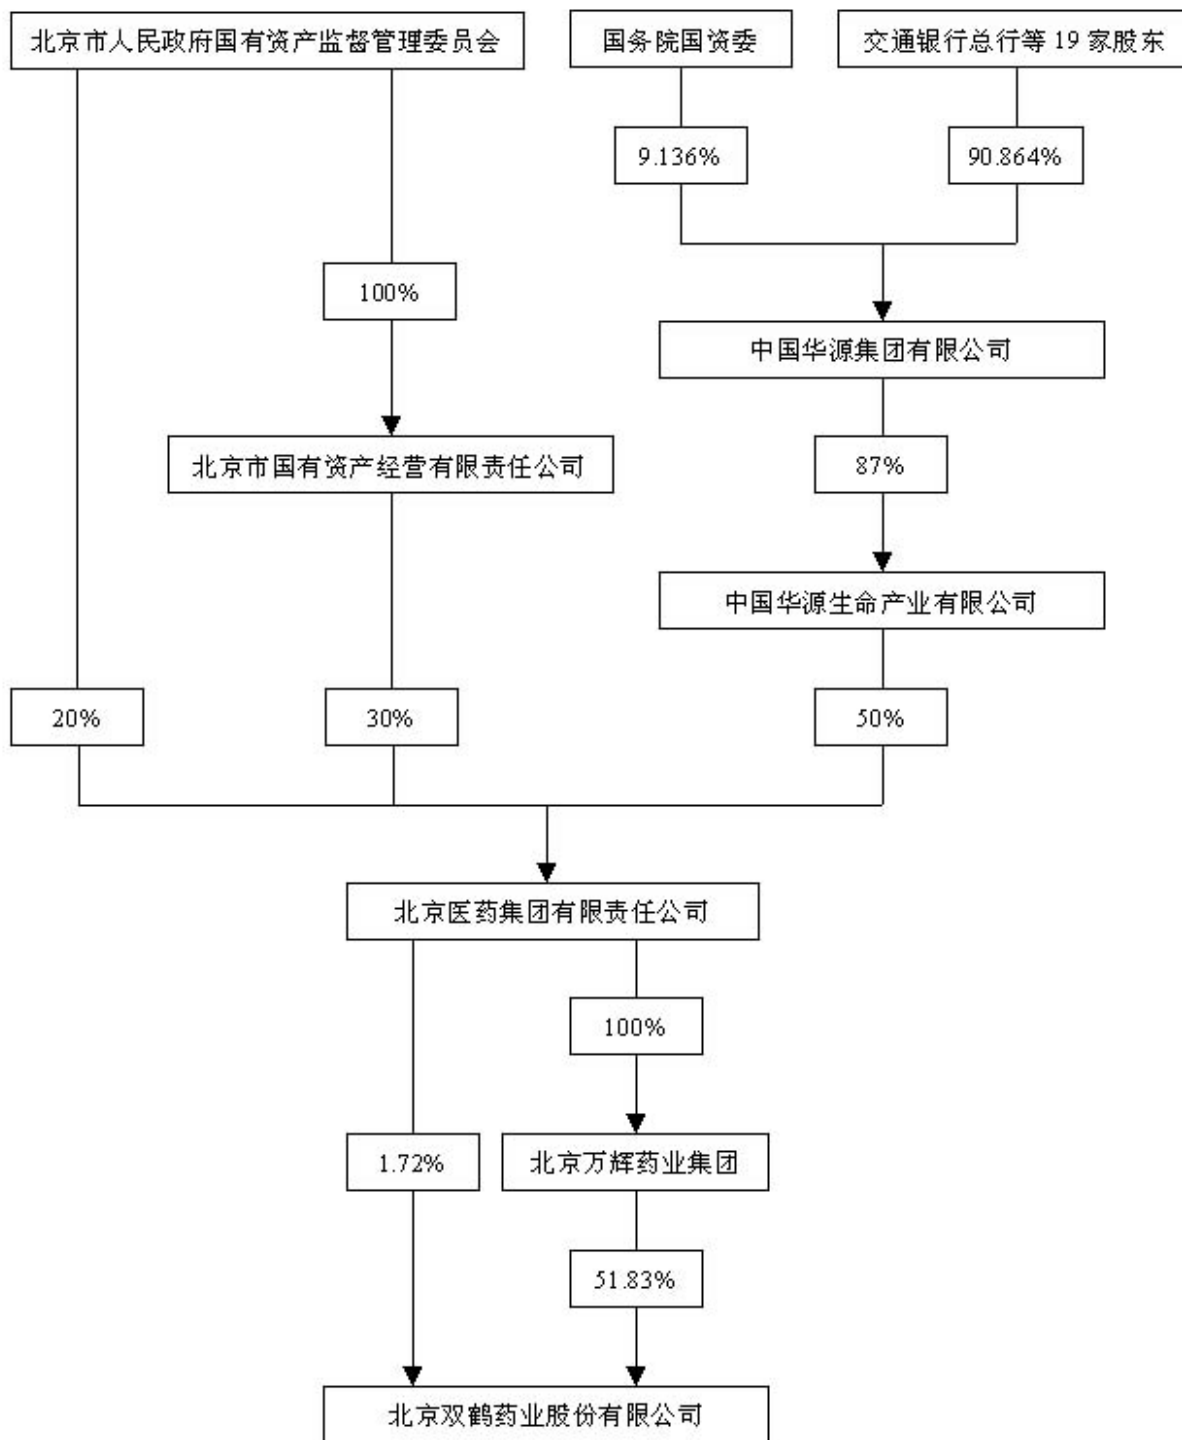 北京市人民政府国有资产监督管理委员会
国务院国资委
交通银行总行等 19 家股东
9.136%
90.864%
100%
中国华源集团有限公司
北京市国有资产经营有限责任公司
87%
中国华源生命产业有限公司
20%
30%
50%
北京医药集团有限责任公司
100%
1.72%
北京万辉药业集团
51.83%
北京双鹤药业股份有限公司